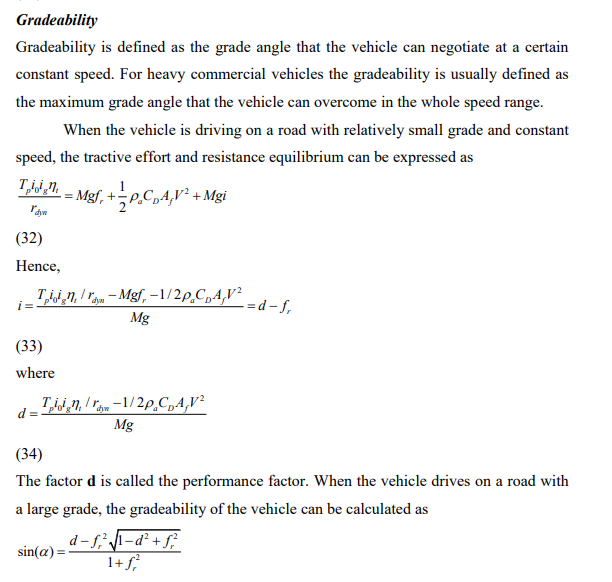 Gradeability
Gradeability is defined as the grade angle that the vehicle can negotiate at a certain
constant speed. For heavy commercial vehicles the gradeability is usually defined as
the maximum grade angle that the vehicle can overcome in the whole speed range.
When the vehicle is driving on a road with relatively small grade and constant
speed, the tractive effort and resistance equilibrium can be expressed as
\frac{T_p i_0 i_g \eta_t}{r_{dyn}} = Mgf_r + \frac{1}{2} \rho_a C_D A_f V^2 + Mgi
(32)
Hence,
i = \frac{T_p i_0 i_g \eta_t / r_{dyn} - Mgf_r - 1/2 \rho_a C_D A_f V^2}{Mg} = d - f_r
(33)
where
d = \frac{T_p i_0 i_g \eta_t / r_{dyn} - 1/2 \rho_a C_D A_f V^2}{Mg}
(34)
The factor d is called the performance factor. When the vehicle drives on a road with
a large grade, the gradeability of the vehicle can be calculated as
\sin(\alpha) = \frac{d - f_r^2 \sqrt{1 - d^2 + f_r^2}}{1 + f_r^2}